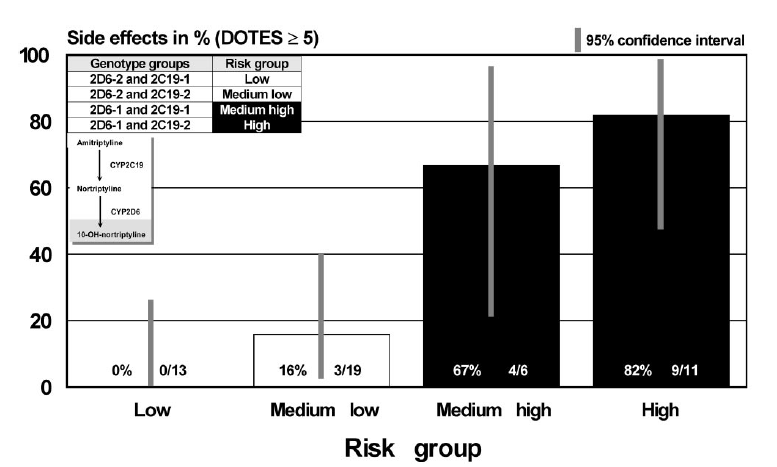 Side effects in % (DOTES ≥ 5)
95% confidence interval
Genotype groups Risk group
2D6-2 and 2C19-1 Low
2D6-2 and 2C19-2 Medium low
2D6-1 and 2C19-1 Medium high
2D6-1 and 2C19-2 High
Amitriptyline
CYP2C19
Nortriptyline
CYP2D6
10-OH-nortriptyline
100
80
60
40
20
0
0% 0/13
16% 3/19
67% 4/6
82% 9/11
Low Medium low Medium high High
Risk group